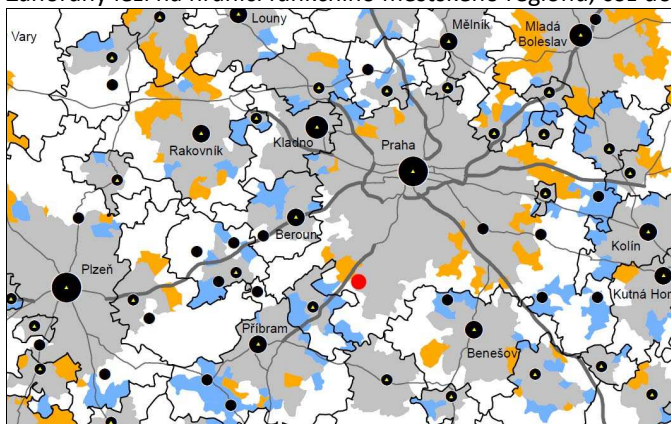 Louny
Mělník
Mladá
Boleslav
Vary
Rakovník
Kladno
Praha
Beroun
Kolín
Plzeň
Kutná Hor
Příbram
Benešov